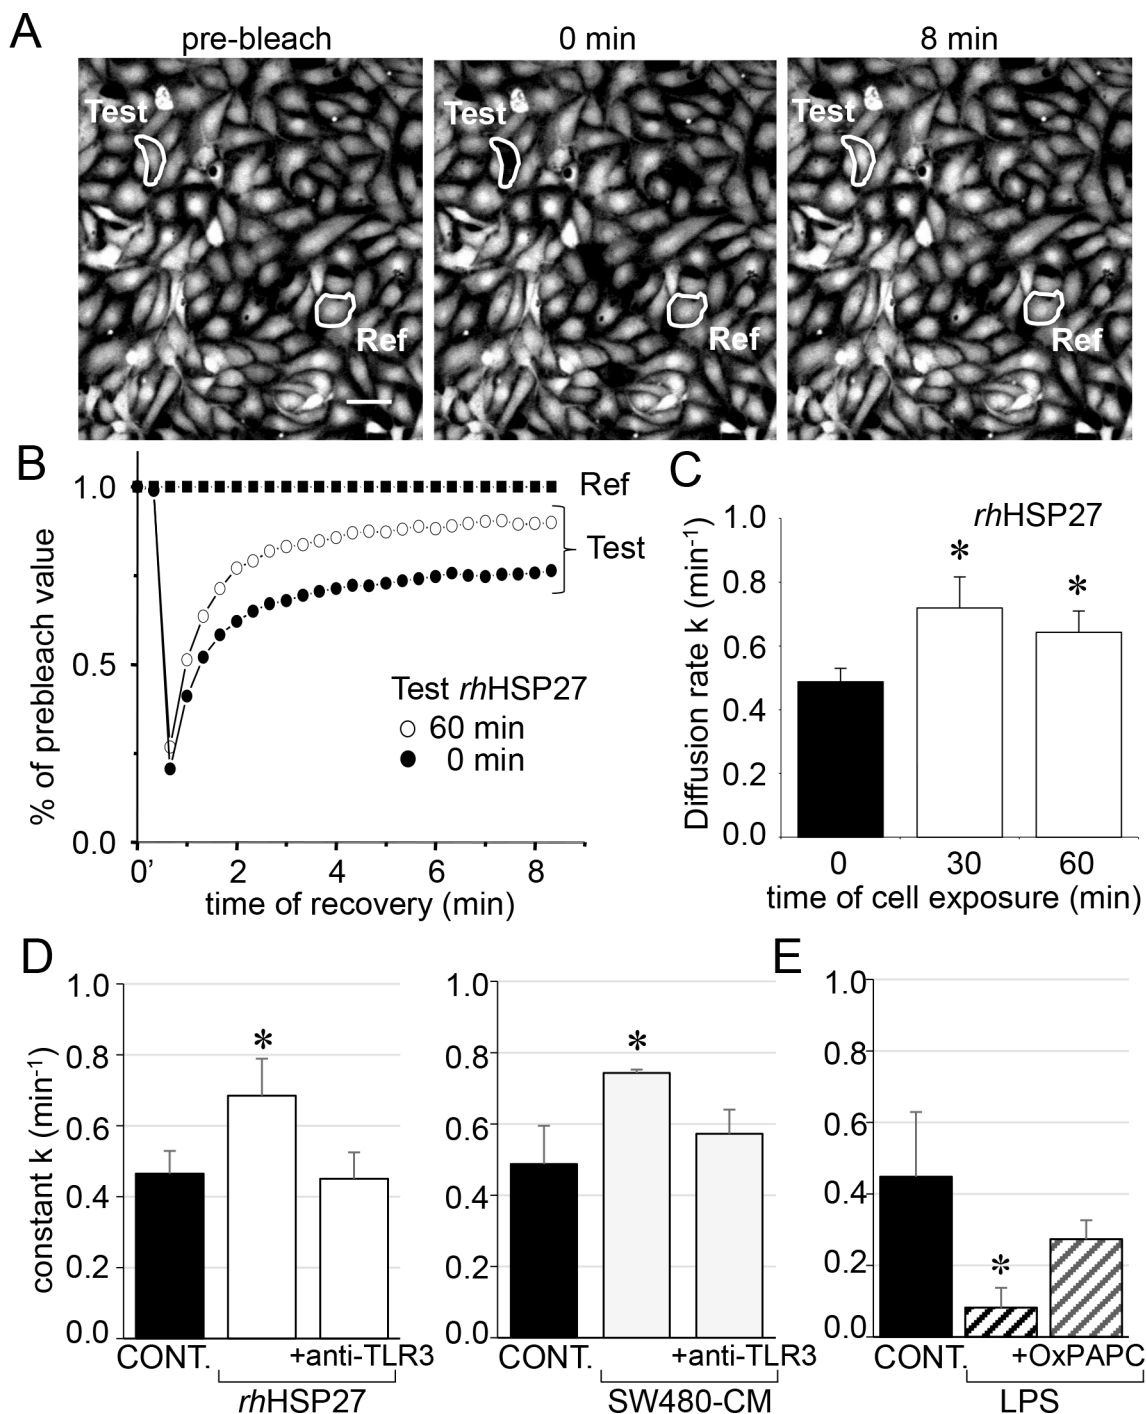 A
pre-bleach 0 min 8 min
Test Test Test
Ref Ref Ref
B
1.0
0.5
0.0
% of prebleach value
Ref
Test
Test rhHSP27
60 min
0 min
0' 2 4 6 8
time of recovery (min)
C
rhHSP27
1.0
0.8
0.6
0.4
0.2
0.0
Diffusion rate k (min-1)
* *
0 30 60
time of cell exposure (min)
D
1.0
0.8
0.6
0.4
0.2
0.0
constant k (min-1)
*
CONT. +anti-TLR3
rhHSP27
1.0
0.8
0.6
0.4
0.2
0.0
*
CONT. +anti-TLR3
SW480-CM
E
1.0
0.8
0.6
0.4
0.2
0.0
*
CONT. +OxPAPC
LPS